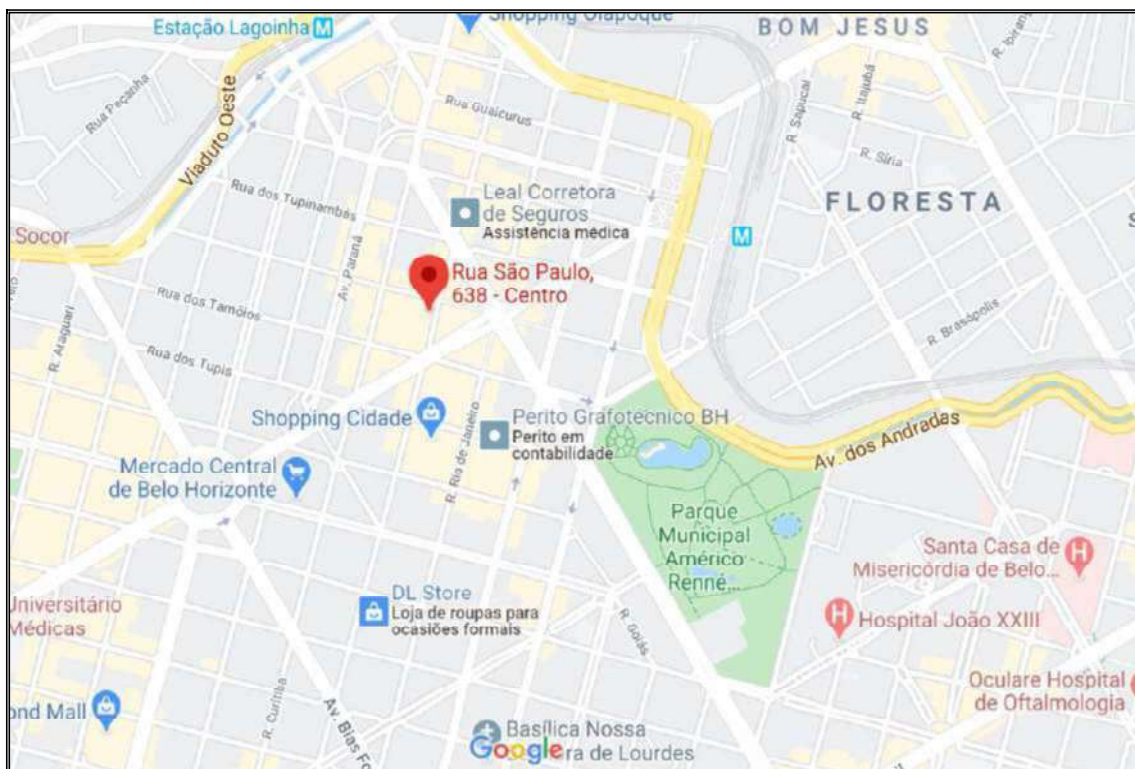 Shopping Oiapoque
Estação Lagoinha M
BOM JESUS
R. Sapucaí
R. Itajubá
Rua Peçanha
Viaduto Oeste
Rua Guaicurus
R. Síria
Leal Corretora
de Seguros
Assistência médica
FLORESTA
Rua dos Tupinambás
Socor
Av. Paraná
M
Rua São Paulo,
638 - Centro
Rua dos Tamóios
R. Araguari
R. Brasópolis
Rua dos Tupis
Shopping Cidade
R. Rio de Janeiro
Perito Grafotecnico BH
Perito em
contabilidade
Av. dos Andradas
Mercado Central
de Belo Horizonte
Parque
Municipal
Américo
Renné...
Santa Casa de
Misericórdia de Belo...
H
DL Store
Loja de roupas para
ocasiões formais
Universitário
Médicas
R. Goiás
H
Hospital João XXIII
Oculare Hospital
de Oftalmologia
R. Curitiba
Av. Bias Fo
ond Mall
Basílica Nossa
Google
ra de Lourdes